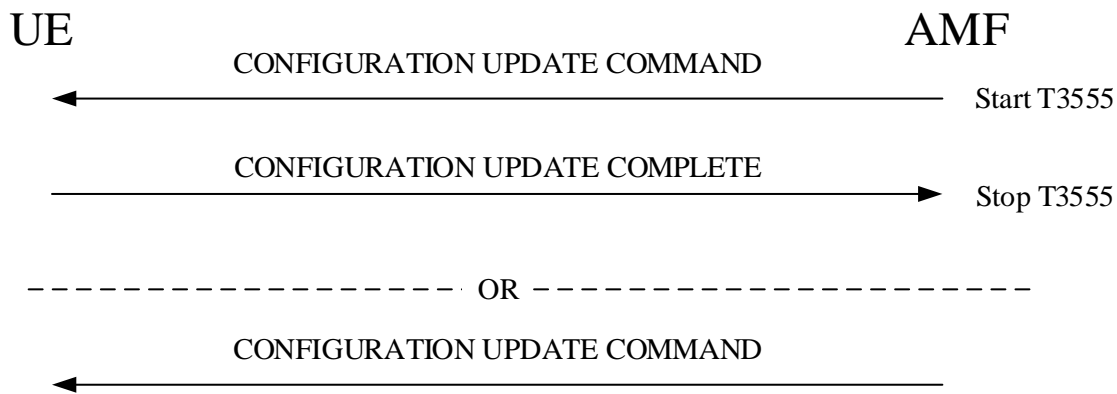 UE
AMF
CONFIGURATION UPDATE COMMAND
Start T3555
CONFIGURATION UPDATE COMPLETE
Stop T3555
OR
CONFIGURATION UPDATE COMMAND